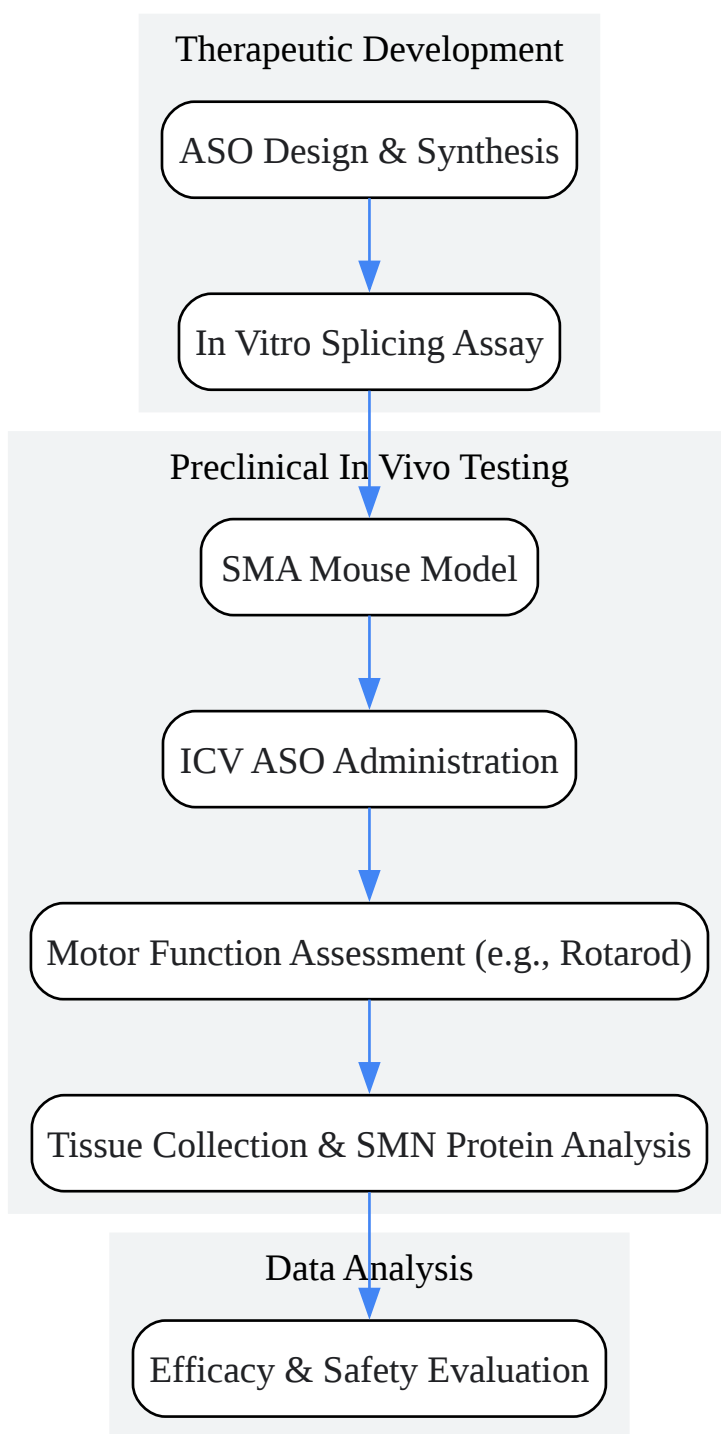 Therapeutic Development
ASO Design & Synthesis
In Vitro Splicing Assay
Preclinical In Vivo Testing
SMA Mouse Model
ICV ASO Administration
Motor Function Assessment (e.g., Rotarod)
Tissue Collection & SMN Protein Analysis
Data Analysis
Efficacy & Safety Evaluation